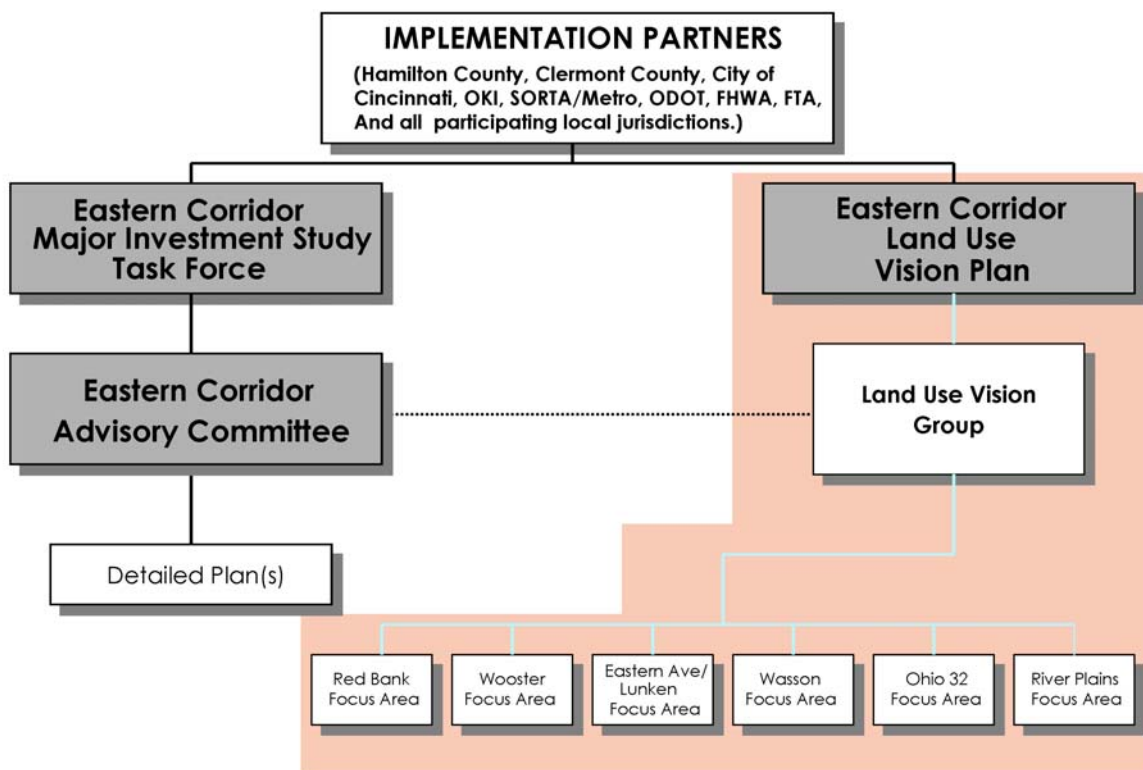 IMPLEMENTATION PARTNERS
(Hamilton County, Clermont County, City of
Cincinnati, OKI, SORTA/Metro, ODOT, FHWA, FTA,
And all participating local jurisdictions.)
Eastern Corridor
Major Investment Study
Task Force
Eastern Corridor
Land Use
Vision Plan
Eastern Corridor
Advisory Committee
Land Use Vision
Group
Detailed Plan(s)
Red Bank
Focus Area
Wooster
Focus Area
Eastern Ave/
Lunken
Focus Area
Wasson
Focus Area
Ohio 32
Focus Area
River Plains
Focus Area